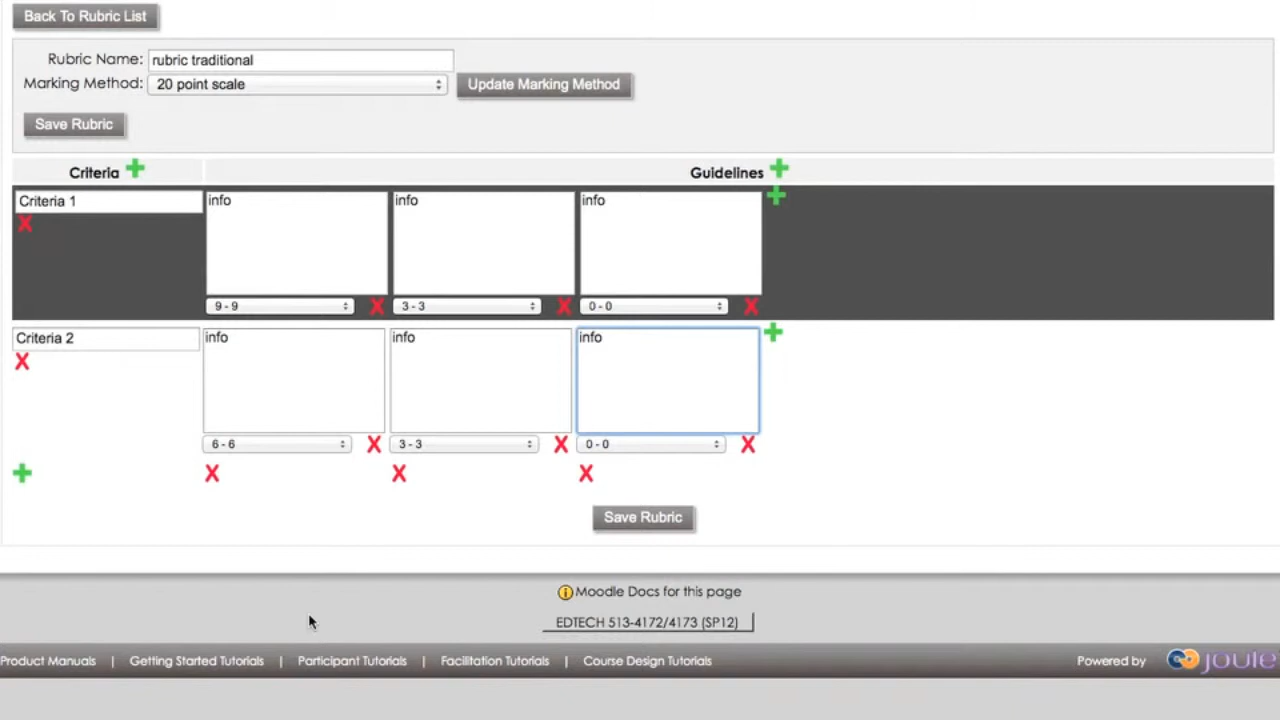 Back To Rubric List
Rubric Name: rubric traditional
Marking Method: 20 point scale Update Marking Method
Save Rubric
Criteria Guidelines
Criteria 1 info info info
9 - 9 3 - 3 0 - 0
Criteria 2 info info info
6 - 6 3 - 3 0 - 0
Save Rubric
Moodle Docs for this page
EDTECH 513-4172/4173 (SP12)
Product Manuals | Getting Started Tutorials | Participant Tutorials | Facilitation Tutorials | Course Design Tutorials Powered by joule